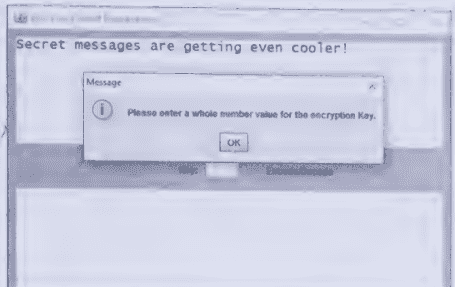 Secret messages are getting even cooler!
Message
Please enter a whole number value for the encryption Key.
OK